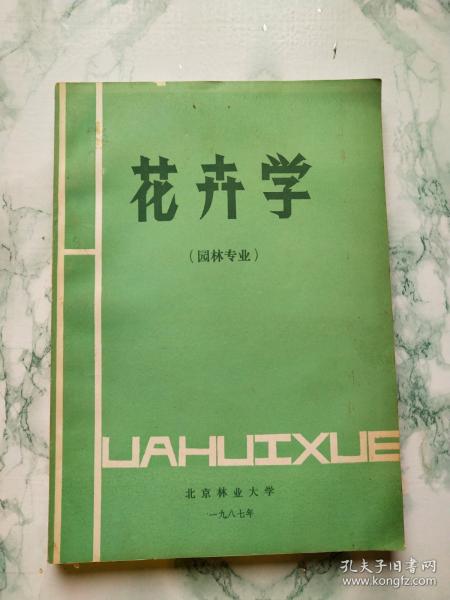 花卉学
（园林专业）
HUAHUIXUE
北京林业大学
一九八七年
孔夫子旧书网
www.kongfz.com